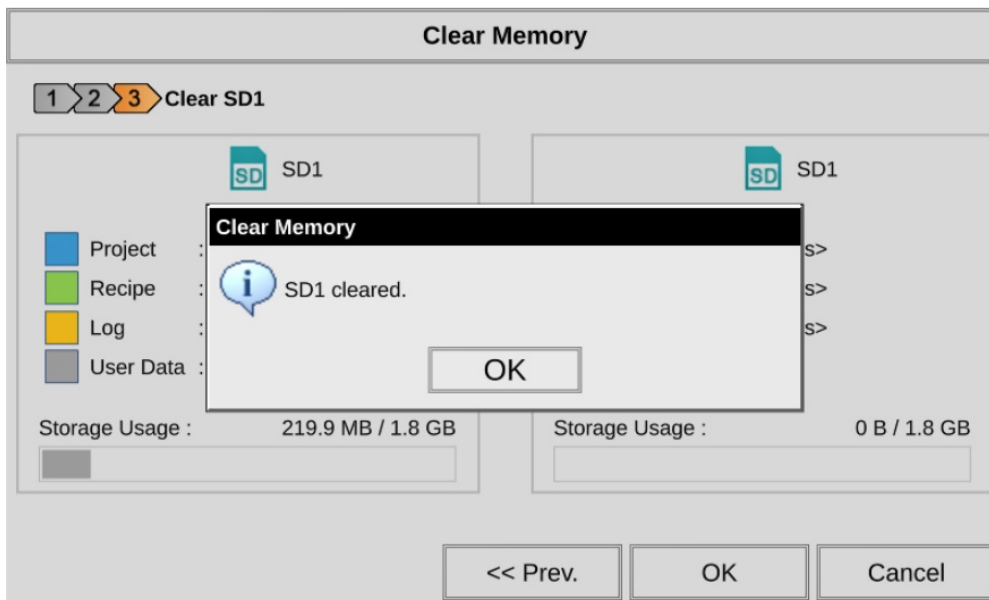 Clear Memory
1 2 3 Clear SD1
SD SD1
SD SD1
Clear Memory
SD1 cleared.
OK
Project :
Recipe :
Log :
User Data :
s>
s>
s>
Storage Usage : 219.9 MB / 1.8 GB
Storage Usage : 0 B / 1.8 GB
<< Prev. OK Cancel